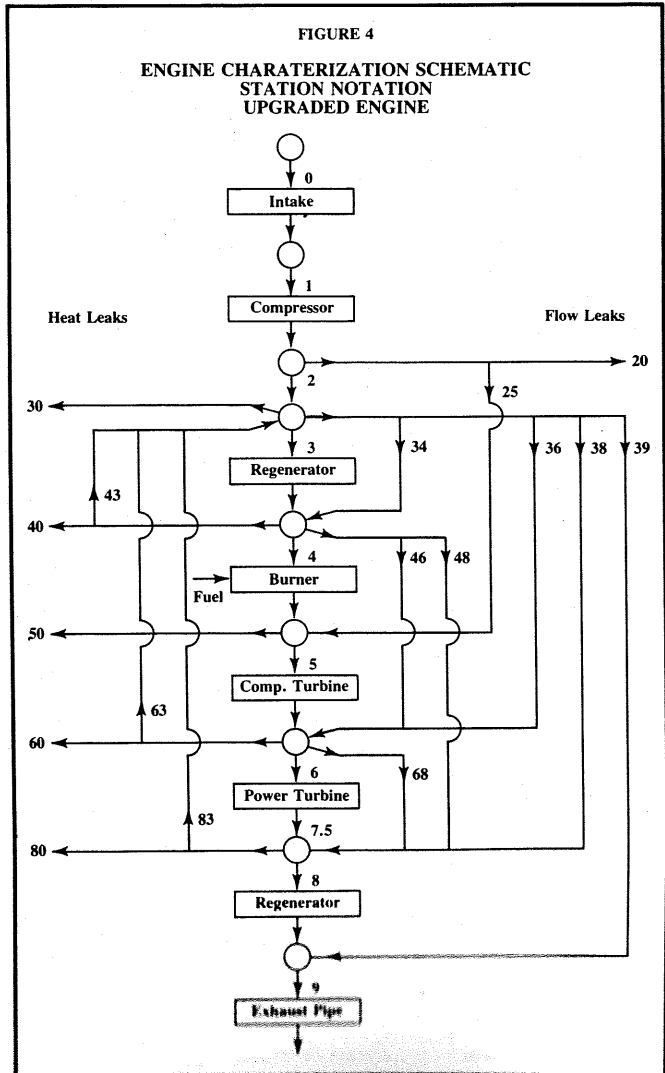 FIGURE 4
ENGINE CHARATERIZATION SCHEMATIC
STATION NOTATION
UPGRADED ENGINE
0
Intake
1
Compressor
Heat Leaks
Flow Leaks
20
2
25
30
3
34
36
38
39
Regenerator
43
40
4
46
48
Burner
Fuel
50
5
Comp. Turbine
63
60
6
68
Power Turbine
83
7.5
80
8
Regenerator
9
Exhaust Pipe